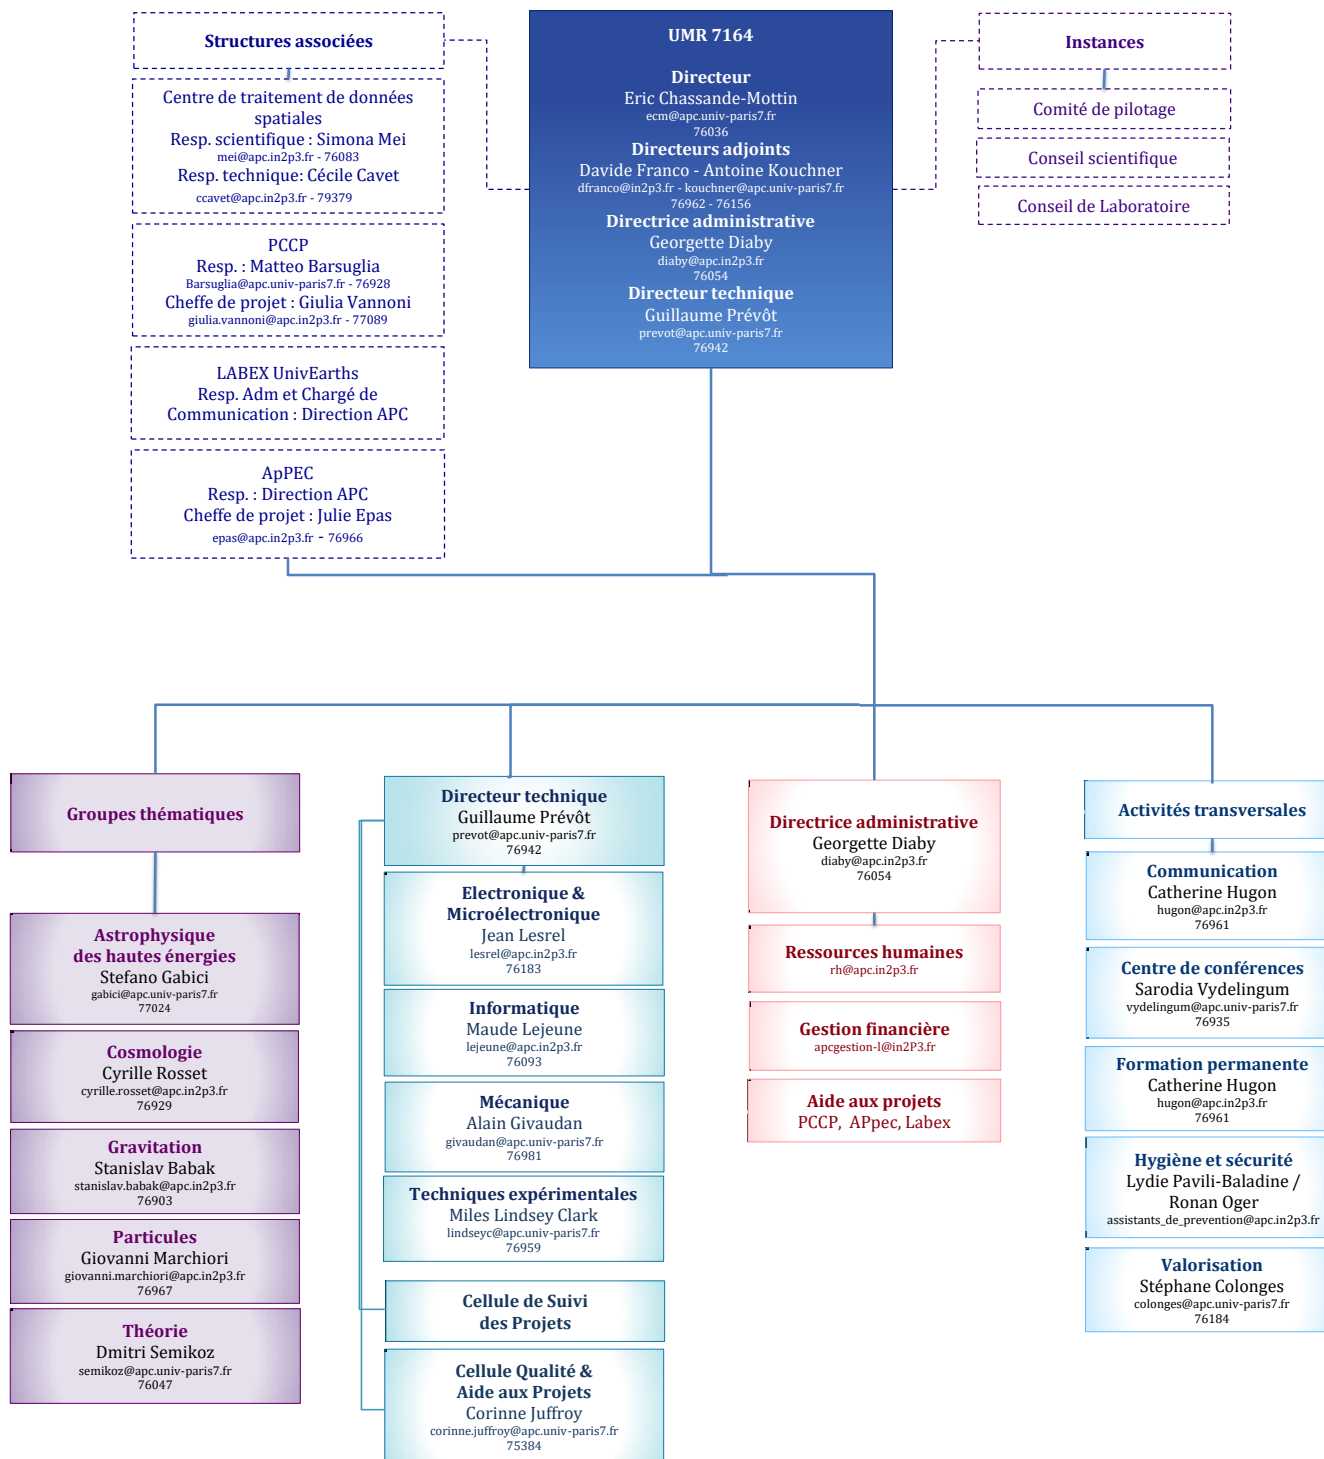 Structures associées
Centre de traitement de données
spatiales
Resp. scientifique : Simona Mei
mei@apc.in2p3.fr - 76083
Resp. technique: Cécile Cavet
ccavet@apc.in2p3.fr - 79379
PCCP
Resp. : Matteo Barsuglia
Barsuglia@apc.univ-paris7.fr - 76928
Cheffe de projet : Giulia Vannoni
giulia.vannoni@apc.in2p3.fr - 77089
LABEX UnivEarths
Resp. Adm et Chargé de
Communication : Direction APC
ApPEC
Resp. : Direction APC
Cheffe de projet : Julie Epas
epas@apc.in2p3.fr - 76966
UMR 7164
Directeur
Eric Chassande-Mottin
ecm@apc.univ-paris7.fr
76036
Directeurs adjoints
Davide Franco - Antoine Kouchner
dfranco@in2p3.fr - kouchner@apc.univ-paris7.fr
76962 - 76156
Directrice administrative
Georgette Diaby
diaby@apc.in2p3.fr
76054
Directeur technique
Guillaume Prévôt
prevot@apc.univ-paris7.fr
76942
Instances
Comité de pilotage
Conseil scientifique
Conseil de Laboratoire
Groupes thématiques
Astrophysique
des hautes énergies
Stefano Gabici
gabici@apc.univ-paris7.fr
77024
Cosmologie
Cyrille Rosset
cyrille.rosset@apc.in2p3.fr
76929
Gravitation
Stanislav Babak
stanislav.babak@apc.in2p3.fr
76903
Particules
Giovanni Marchiori
giovanni.marchiori@apc.in2p3.fr
76967
Théorie
Dmitri Semikoz
semikoz@apc.univ-paris7.fr
76047
Directeur technique
Guillaume Prévôt
prevot@apc.univ-paris7.fr
76942
Electronique &
Microélectronique
Jean Lesrel
lesrel@apc.in2p3.fr
76183
Informatique
Maude Lejeune
lejeune@apc.in2p3.fr
76093
Mécanique
Alain Givaudan
givaudan@apc.univ-paris7.fr
76981
Techniques expérimentales
Miles Lindsey Clark
lindseyc@apc.univ-paris7.fr
76959
Cellule de Suivi
des Projets
Cellule Qualité &
Aide aux Projets
Corinne Juffroy
corinne.juffroy@apc.univ-paris7.fr
75384
Directrice administrative
Georgette Diaby
diaby@apc.in2p3.fr
76054
Ressources humaines
rh@apc.in2p3.fr
Gestion financière
apcgestion-l@in2P3.fr
Aide aux projets
PCCP, APpec, Labex
Activités transversales
Communication
Catherine Hugon
hugon@apc.in2p3.fr
76961
Centre de conférences
Sarodia Vydelingum
vydelingum@apc.univ-paris7.fr
76935
Formation permanente
Catherine Hugon
hugon@apc.in2p3.fr
76961
Hygiène et sécurité
Lydie Pavili-Baladine /
Ronan Oger
assistants_de_prevention@apc.in2p3.fr
Valorisation
Stéphane Colonges
colonges@apc.univ-paris7.fr
76184